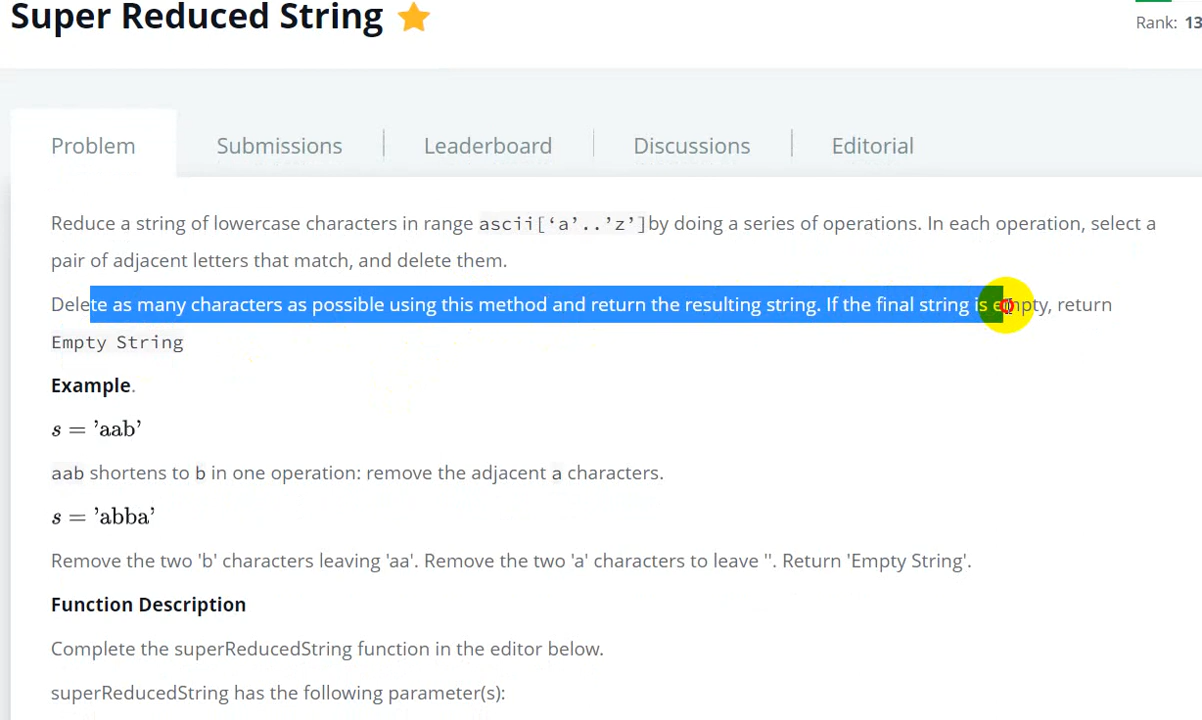 Super Reduced String
Rank: 13
Problem
Submissions
Leaderboard
Discussions
Editorial
Reduce a string of lowercase characters in range ascii[‘a’..’z’]by doing a series of operations. In each operation, select a
pair of adjacent letters that match, and delete them.
Delete as many characters as possible using this method and return the resulting string. If the final string is empty, return
Empty String
Example.
s = ’aab’
aab shortens to b in one operation: remove the adjacent a characters.
s = ’abba’
Remove the two 'b' characters leaving 'aa'. Remove the two 'a' characters to leave ''. Return 'Empty String'.
Function Description
Complete the superReducedString function in the editor below.
superReducedString has the following parameter(s):